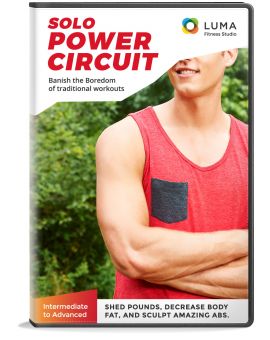 SOLO
POWER
CIRCUIT
LUMA
Fitness Studio
Banish the Boredom
of traditional workouts
Intermediate
to Advanced
SHED POUNDS, DECREASE BODY
FAT, AND SCULPT AMAZING ABS.